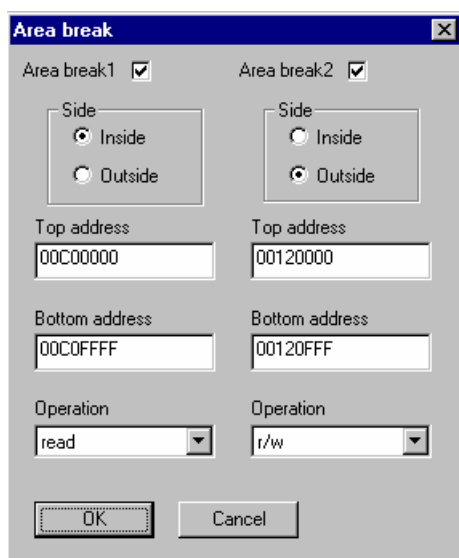 Area break
Area break1 Area break2
Side Side
Inside Inside
Outside Outside
Top address Top address
00C00000 00120000
Bottom address Bottom address
00C0FFFF 00120FFF
Operation Operation
read r/w
OK Cancel